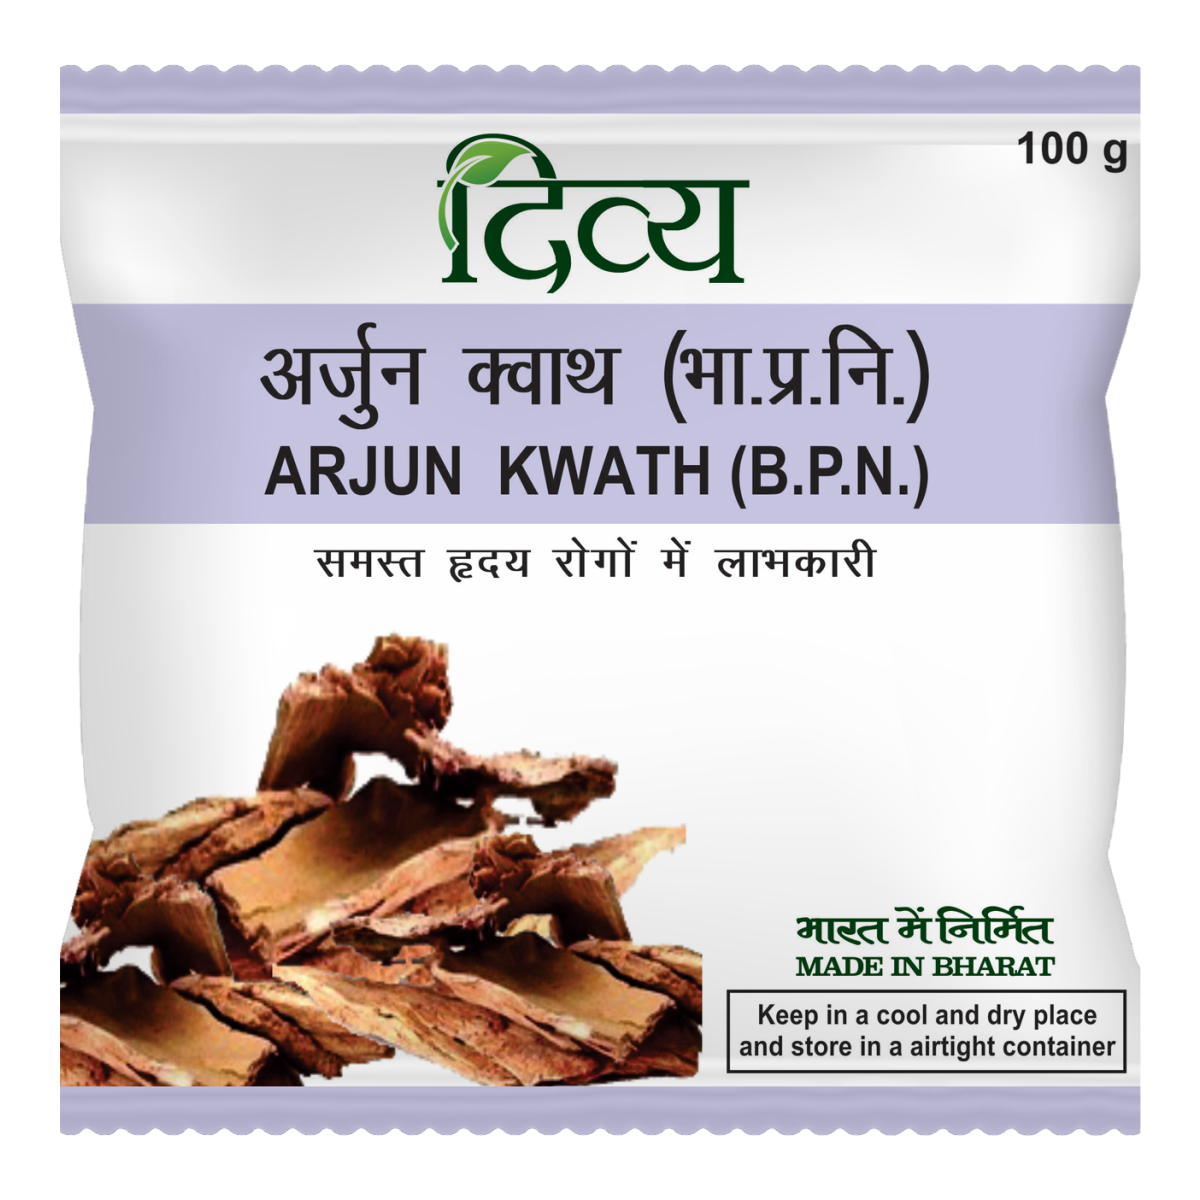 100 g
दिव्य
अर्जुन क्वाथ (भा.प्र.नि.)
ARJUN KWATH (B.P.N.)
समस्त हृदय रोगों में लाभकारी
भारत में निर्मित
MADE IN BHARAT
Keep in a cool and dry place
and store in a airtight container